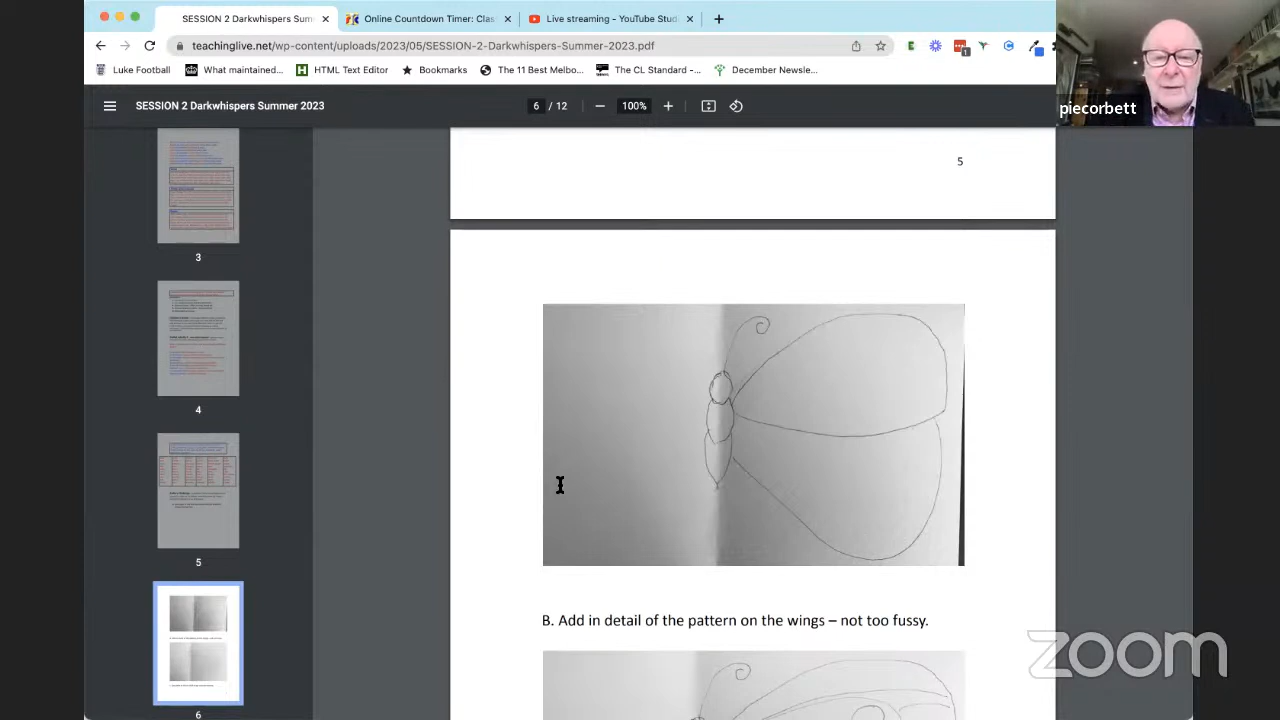 SESSION 2 Darkwhispers Sum
Online Countdown Timer: Clas
Live streaming - YouTube Stud
teachinglive.net/wp-content/uploads/2023/05/SESSION-2-Darkwhispers-Summer-2023.pdf
Luke Football
What maintained...
HTML Text Editor
Bookmarks
The 11 Best Melbo...
The CL Standard -...
December Newsle...
SESSION 2 Darkwhispers Summer 2023
6 / 12
100%
piecorbett
5
3
4
5
6
B. Add in detail of the pattern on the wings – not too fussy.
zoom